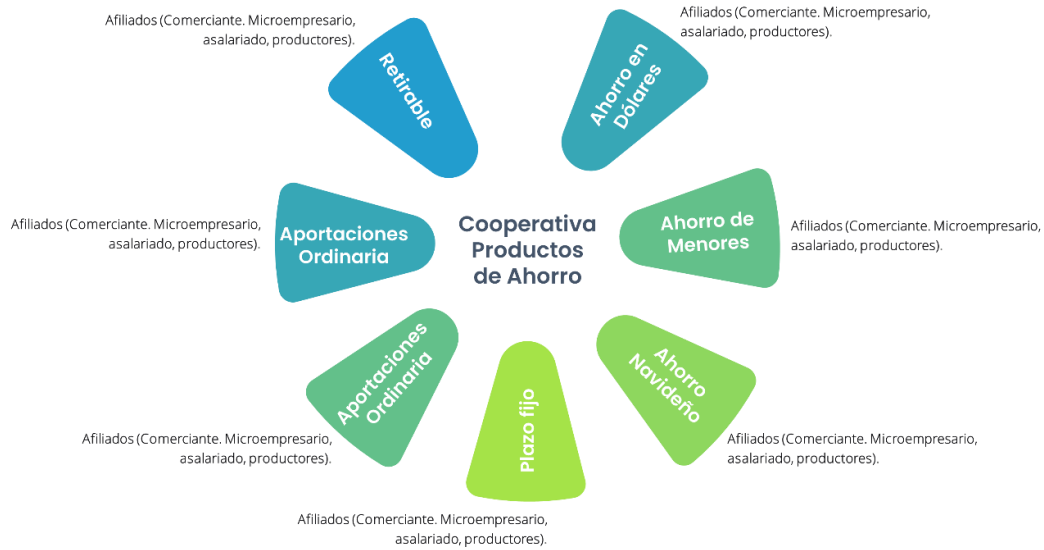 Afiliados (Comerciante. Microempresario,
asalariado, productores).
Retirable
Afiliados (Comerciante. Microempresario,
asalariado, productores).
Ahorro en
Dólares
Afiliados (Comerciante. Microempresario,
asalariado, productores).
Aportaciones
Ordinaria
Cooperativa
Productos
de Ahorro
Ahorro de
Menores
Afiliados (Comerciante. Microempresario,
asalariado, productores).
Aportaciones
Ordinaria
Afiliados (Comerciante. Microempresario,
asalariado, productores).
Plazo fijo
Afiliados (Comerciante. Microempresario,
asalariado, productores).
Ahorro
Navideño
Afiliados (Comerciante. Microempresario,
asalariado, productores).